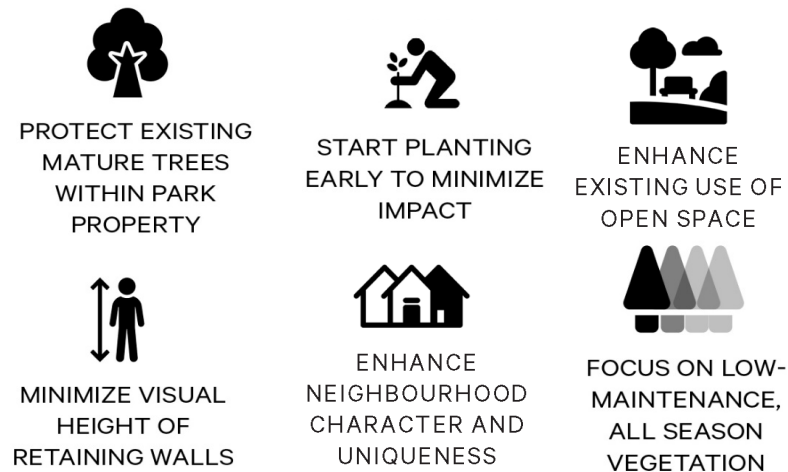 PROTECT EXISTING
MATURE TREES
WITHIN PARK
PROPERTY
START PLANTING
EARLY TO MINIMIZE
IMPACT
ENHANCE
EXISTING USE OF
OPEN SPACE
MINIMIZE VISUAL
HEIGHT OF
RETAINING WALLS
ENHANCE
NEIGHBOURHOOD
CHARACTER AND
UNIQUENESS
FOCUS ON LOW-
MAINTENANCE,
ALL SEASON
VEGETATION